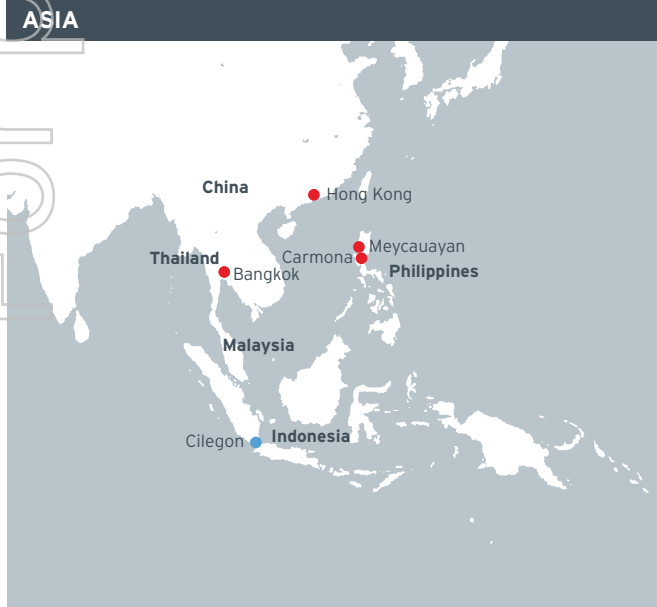 ASIA
China
Hong Kong
Meycauayan
Carmona
Thailand
Philippines
Bangkok
Malaysia
Indonesia
Cilegon